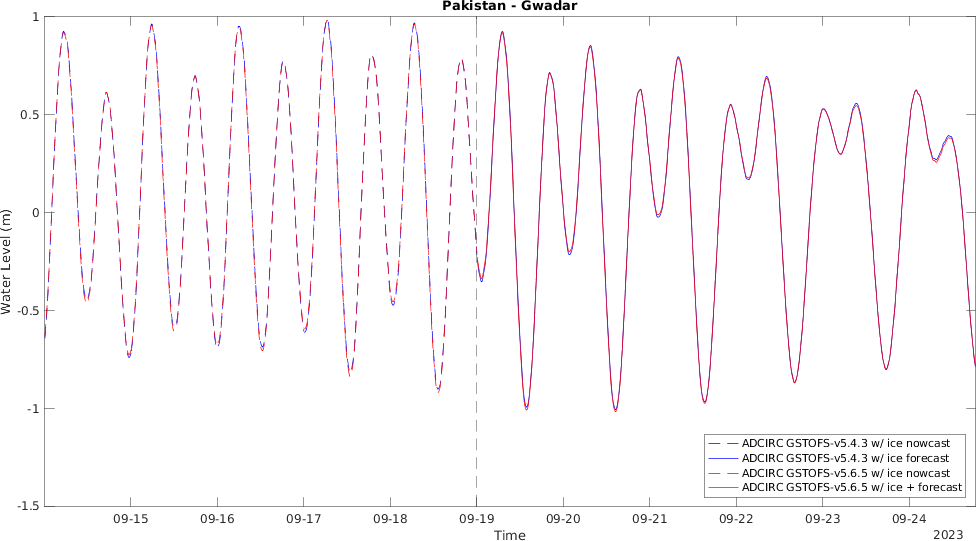 Pakistan - Gwadar
1
0.5
0
-0.5
-1
-1.5
Water Level (m)
09-15 09-16 09-17 09-18 09-19 09-20 09-21 09-22 09-23 09-24
Time
2023
ADCIRC GSTOFS-v5.4.3 w/ ice nowcast
ADCIRC GSTOFS-v5.4.3 w/ ice forecast
ADCIRC GSTOFS-v5.6.5 w/ ice nowcast
ADCIRC GSTOFS-v5.6.5 w/ ice + forecast